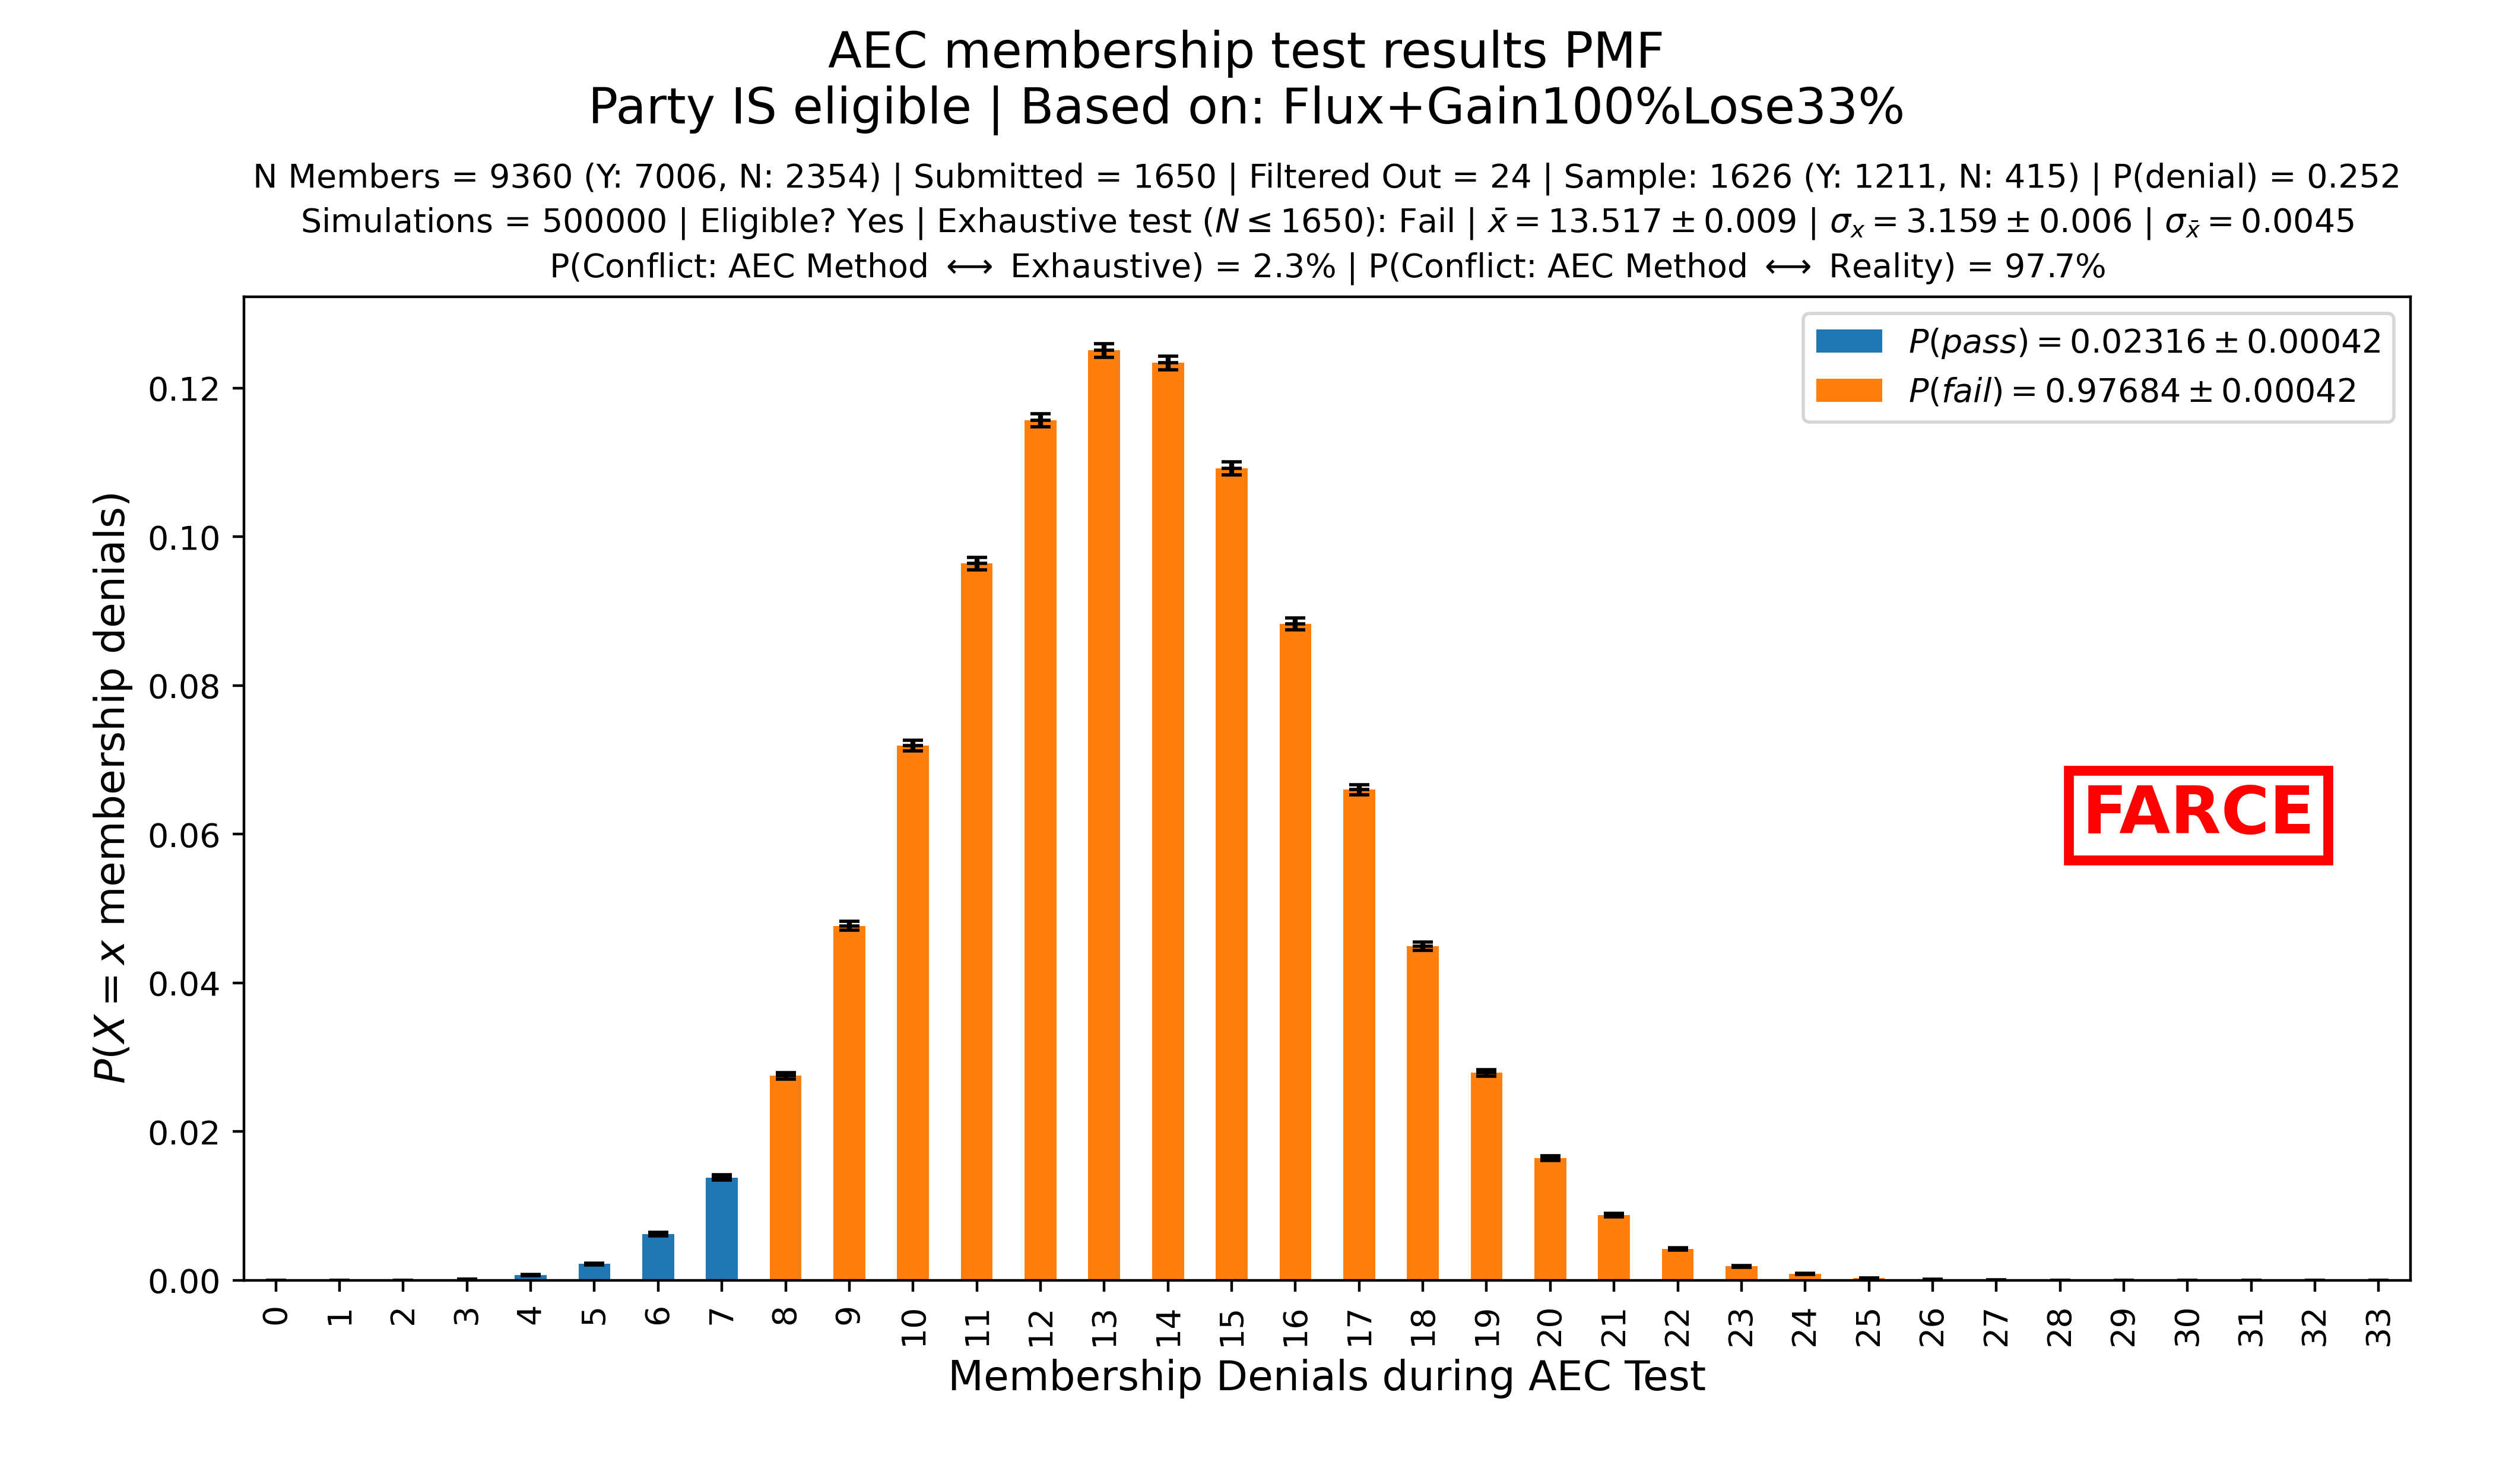 AEC membership test results PMF
Party IS eligible | Based on: Flux+Gain100%Lose33%
N Members = 9360 (Y: 7006, N: 2354) | Submitted = 1650 | Filtered Out = 24 | Sample: 1626 (Y: 1211, N: 415) | P(denial) = 0.252
Simulations = 500000 | Eligible? Yes | Exhaustive test (N ≤ 1650): Fail | x̄ = 13.517 ± 0.009 | σₓ = 3.159 ± 0.006 | σ_x̄ = 0.0045
P(Conflict: AEC Method ⟷ Exhaustive) = 2.3% | P(Conflict: AEC Method ⟷ Reality) = 97.7%
P(pass) = 0.02316 ± 0.00042
P(fail) = 0.97684 ± 0.00042
FARCE
P(X = x membership denials)
0.12
0.10
0.08
0.06
0.04
0.02
0.00
0 1 2 3 4 5 6 7 8 9 10 11 12 13 14 15 16 17 18 19 20 21 22 23 24 25 26 27 28 29 30 31 32 33
Membership Denials during AEC Test